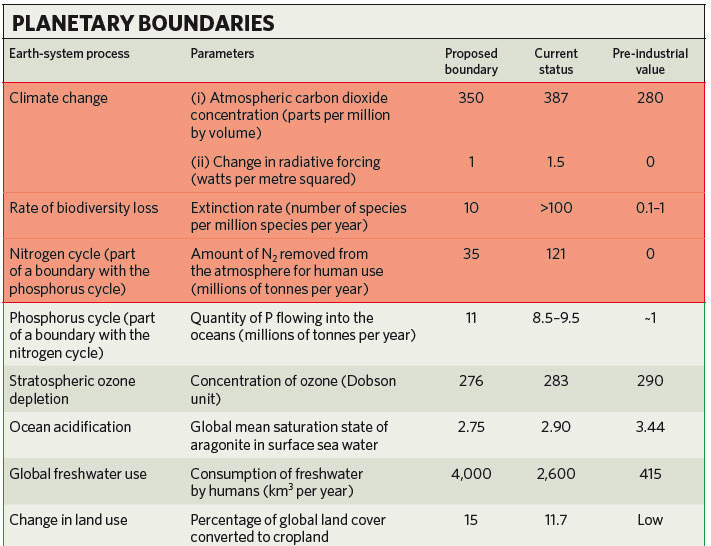 PLANETARY BOUNDARIES
Earth-system process Parameters Proposed boundary Current status Pre-industrial value
Climate change (i) Atmospheric carbon dioxide 350 387 280
concentration (parts per million
by volume)
(ii) Change in radiative forcing 1 1.5 0
(watts per metre squared)
Rate of biodiversity loss Extinction rate (number of species 10 >100 0.1–1
per million species per year)
Nitrogen cycle (part Amount of N₂ removed from 35 121 0
of a boundary with the the atmosphere for human use
phosphorus cycle) (millions of tonnes per year)
Phosphorus cycle (part Quantity of P flowing into the 11 8.5–9.5 ~1
of a boundary with the oceans (millions of tonnes per year)
nitrogen cycle)
Stratospheric ozone Concentration of ozone (Dobson 276 283 290
depletion unit)
Ocean acidification Global mean saturation state of 2.75 2.90 3.44
aragonite in surface sea water
Global freshwater use Consumption of freshwater 4,000 2,600 415
by humans (km³ per year)
Change in land use Percentage of global land cover 15 11.7 Low
converted to cropland